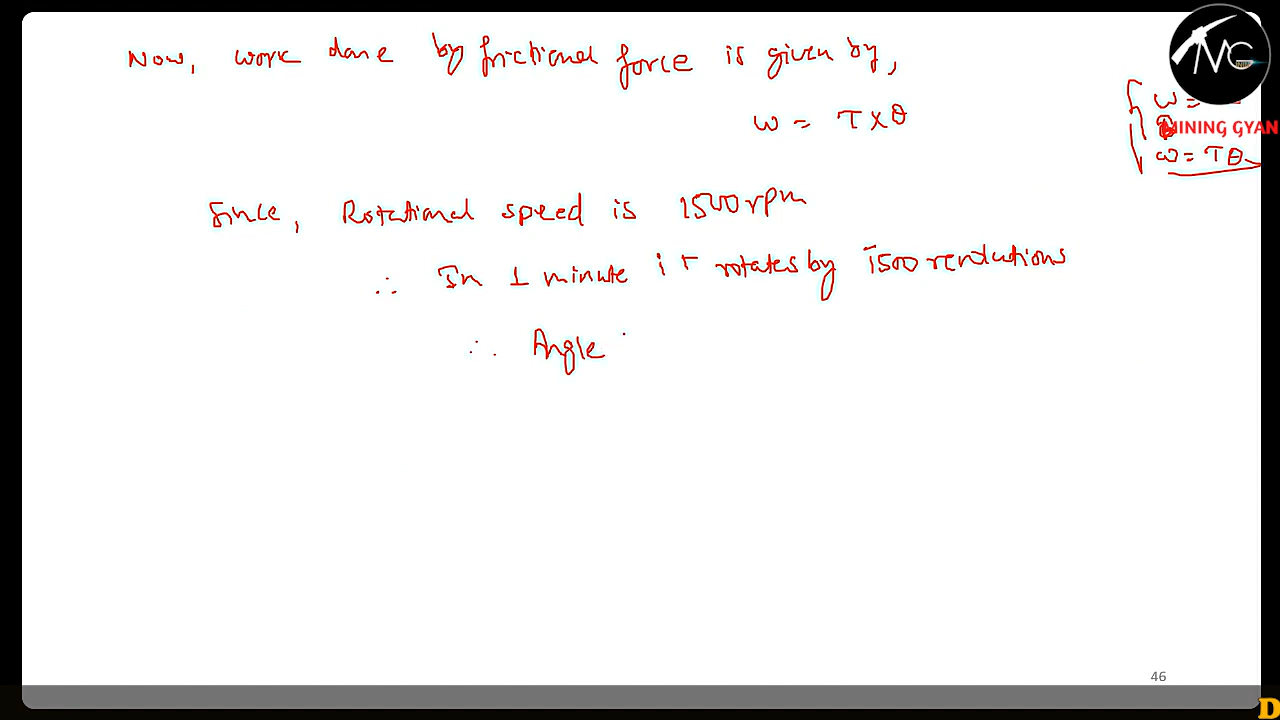 Now, work done by frictional force is given by,
W = T x θ
W =
MINING GYAN
W = Tθ
Since, Rotational speed is 1500 rpm
∴ In 1 minute it rotates by 1500 revolutions
∴ Angle
46
MG
D